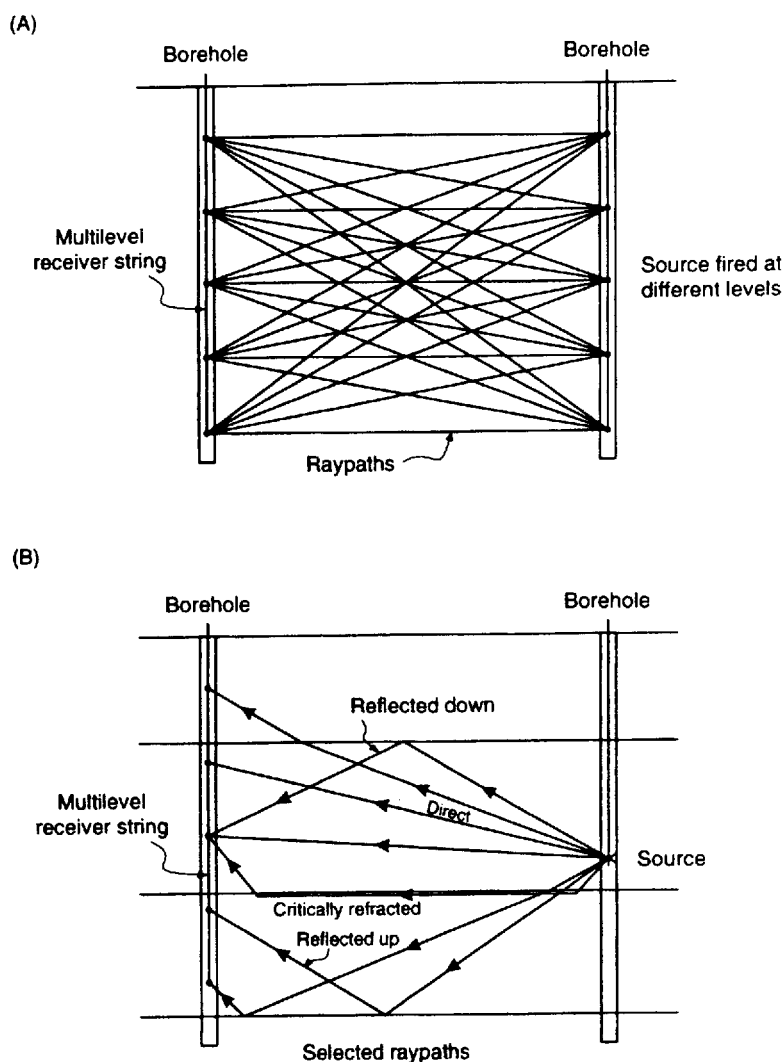 (A)
Borehole
Borehole
Multilevel
receiver string
Source fired at
different levels
Raypaths
(B)
Borehole
Borehole
Reflected down
Multilevel
receiver string
Direct
Source
Critically refracted
Reflected up
Selected raypaths